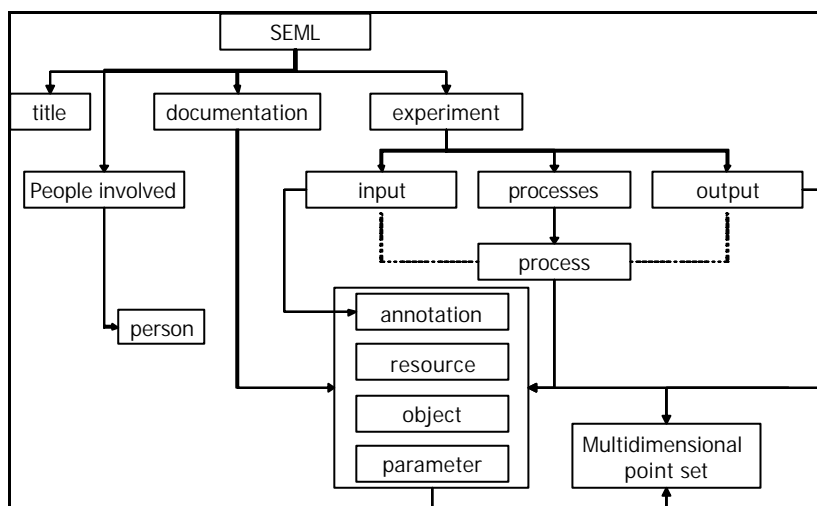 SEML
title
documentation
experiment
People involved
input
processes
output
process
annotation
person
resource
object
parameter
Multidimensional
point set